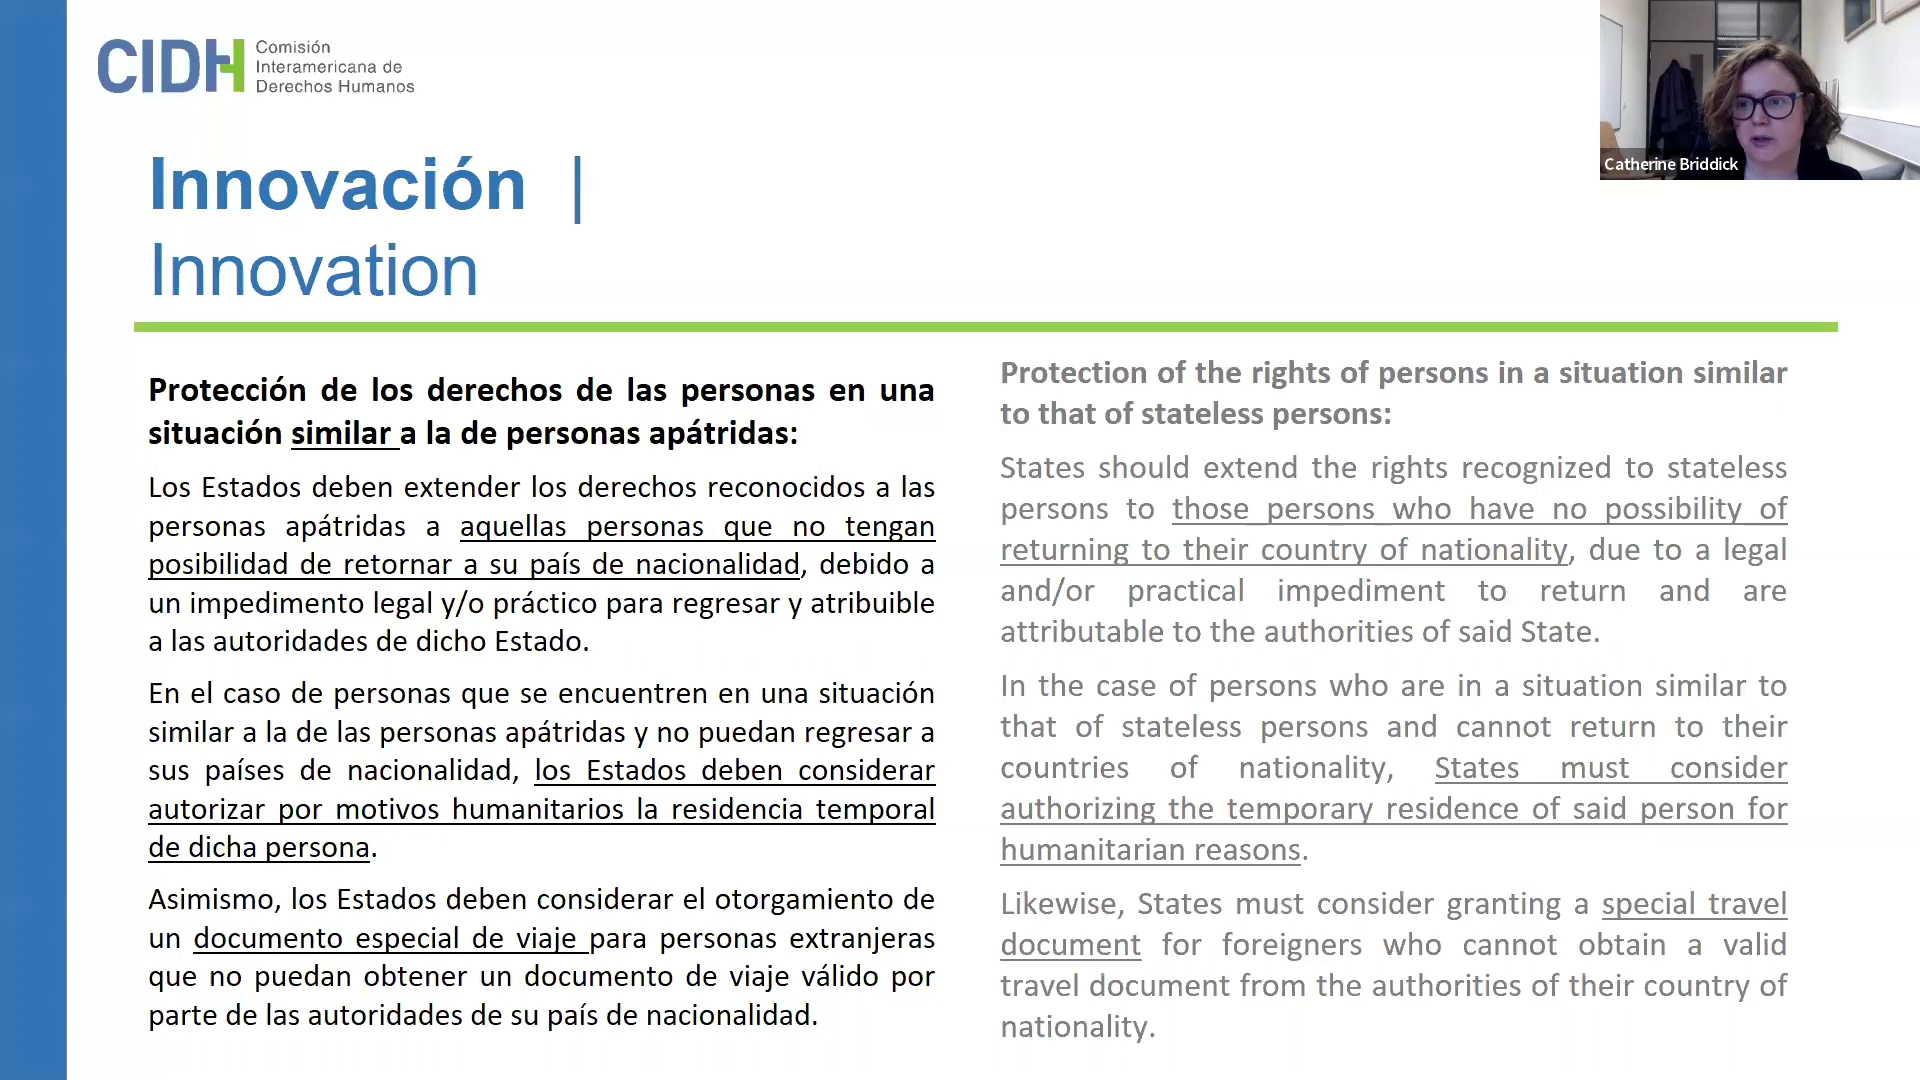 CIDH
Comisión
Interamericana de
Derechos Humanos
Catherine Briddick
Innovación |
Innovation
Protección de los derechos de las personas en una
situación similar a la de personas apátridas:
Los Estados deben extender los derechos reconocidos a las
personas apátridas a aquellas personas que no tengan
posibilidad de retornar a su país de nacionalidad, debido a
un impedimento legal y/o práctico para regresar y atribuible
a las autoridades de dicho Estado.
En el caso de personas que se encuentren en una situación
similar a la de las personas apátridas y no puedan regresar a
sus países de nacionalidad, los Estados deben considerar
autorizar por motivos humanitarios la residencia temporal
de dicha persona.
Asimismo, los Estados deben considerar el otorgamiento de
un documento especial de viaje para personas extranjeras
que no puedan obtener un documento de viaje válido por
parte de las autoridades de su país de nacionalidad.
Protection of the rights of persons in a situation similar
to that of stateless persons:
States should extend the rights recognized to stateless
persons to those persons who have no possibility of
returning to their country of nationality, due to a legal
and/or practical impediment to return and are
attributable to the authorities of said State.
In the case of persons who are in a situation similar to
that of stateless persons and cannot return to their
countries of nationality, States must consider
authorizing the temporary residence of said person for
humanitarian reasons.
Likewise, States must consider granting a special travel
document for foreigners who cannot obtain a valid
travel document from the authorities of their country of
nationality.